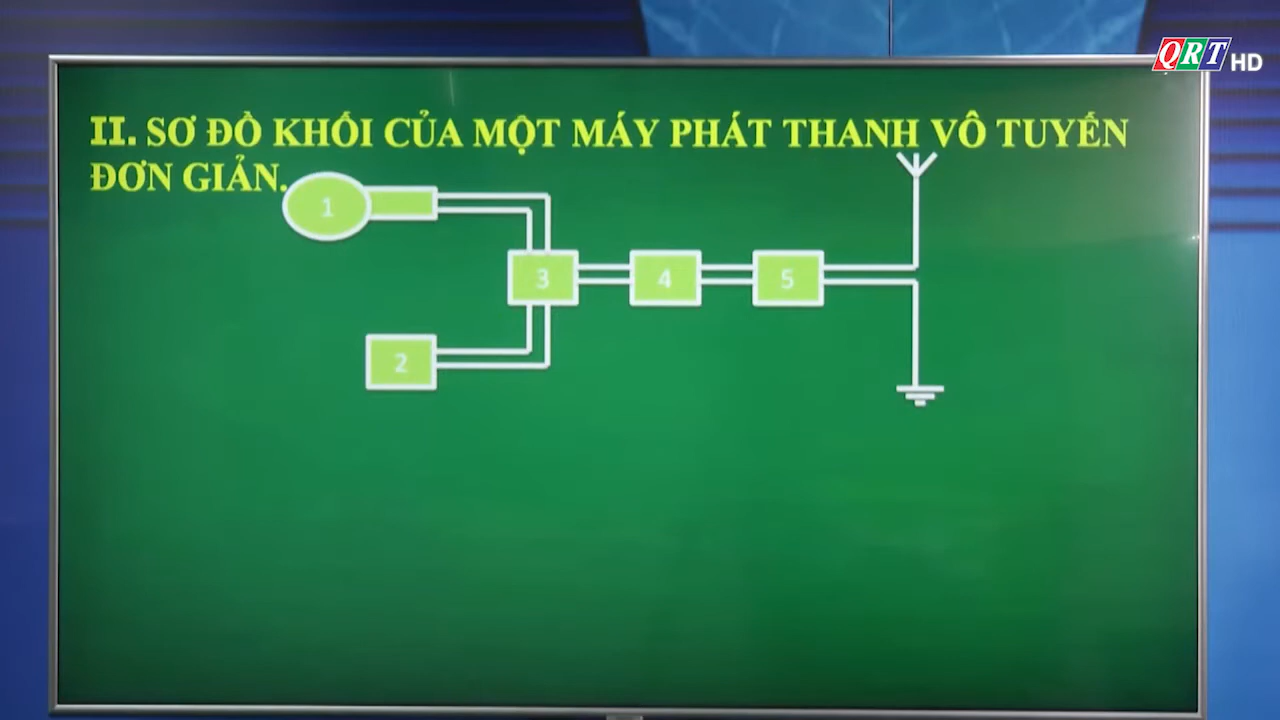 QRT HD
II. SƠ ĐỒ KHỐI CỦA MỘT MÁY PHÁT THANH VÔ TUYẾN
ĐƠN GIẢN.
1
3
4
5
2